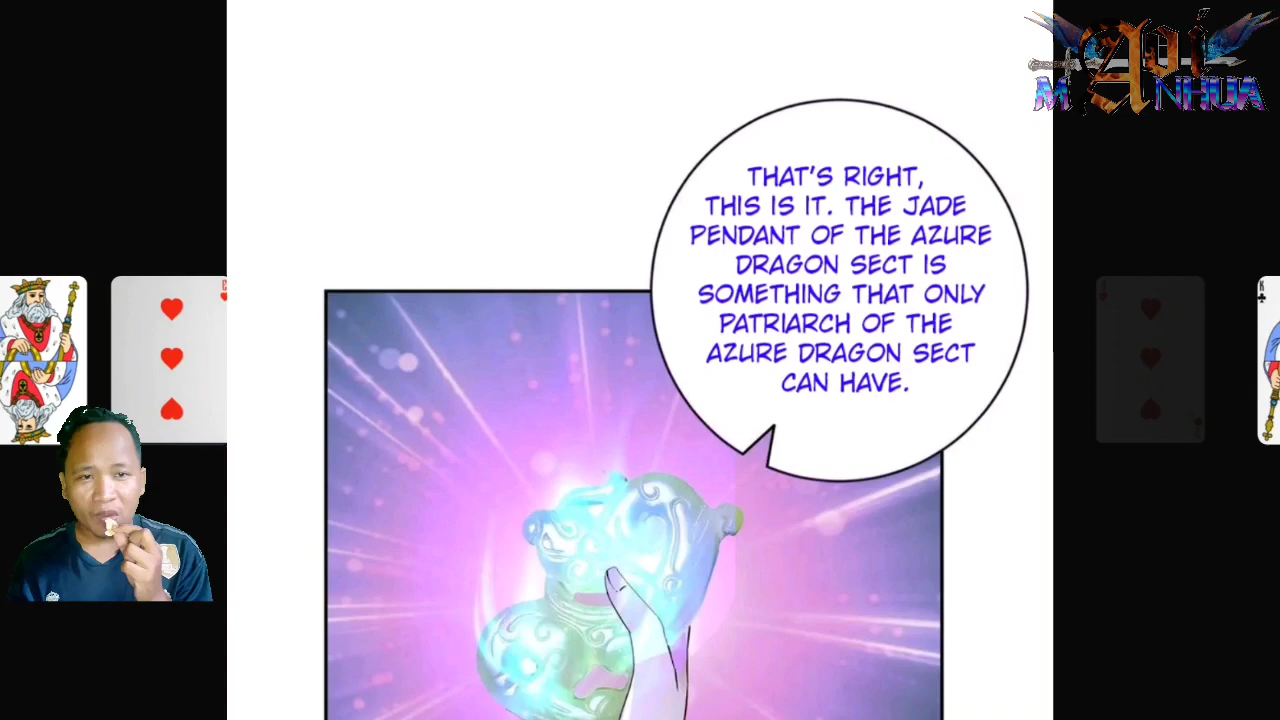 Aoi
MANHUA
THAT'S RIGHT,
THIS IS IT. THE JADE
PENDANT OF THE AZURE
DRAGON SECT IS
SOMETHING THAT ONLY
PATRIARCH OF THE
AZURE DRAGON SECT
CAN HAVE.
K